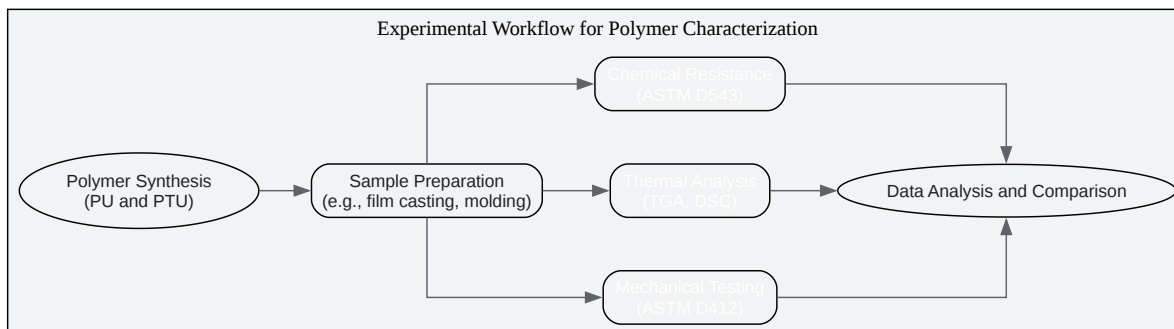 Experimental Workflow for Polymer Characterization
Chemical Resistance
(ASTM D543)
Polymer Synthesis
(PU and PTU)
Sample Preparation
(e.g., film casting, molding)
Thermal Analysis
(TGA, DSC)
Data Analysis and Comparison
Mechanical Testing
(ASTM D412)